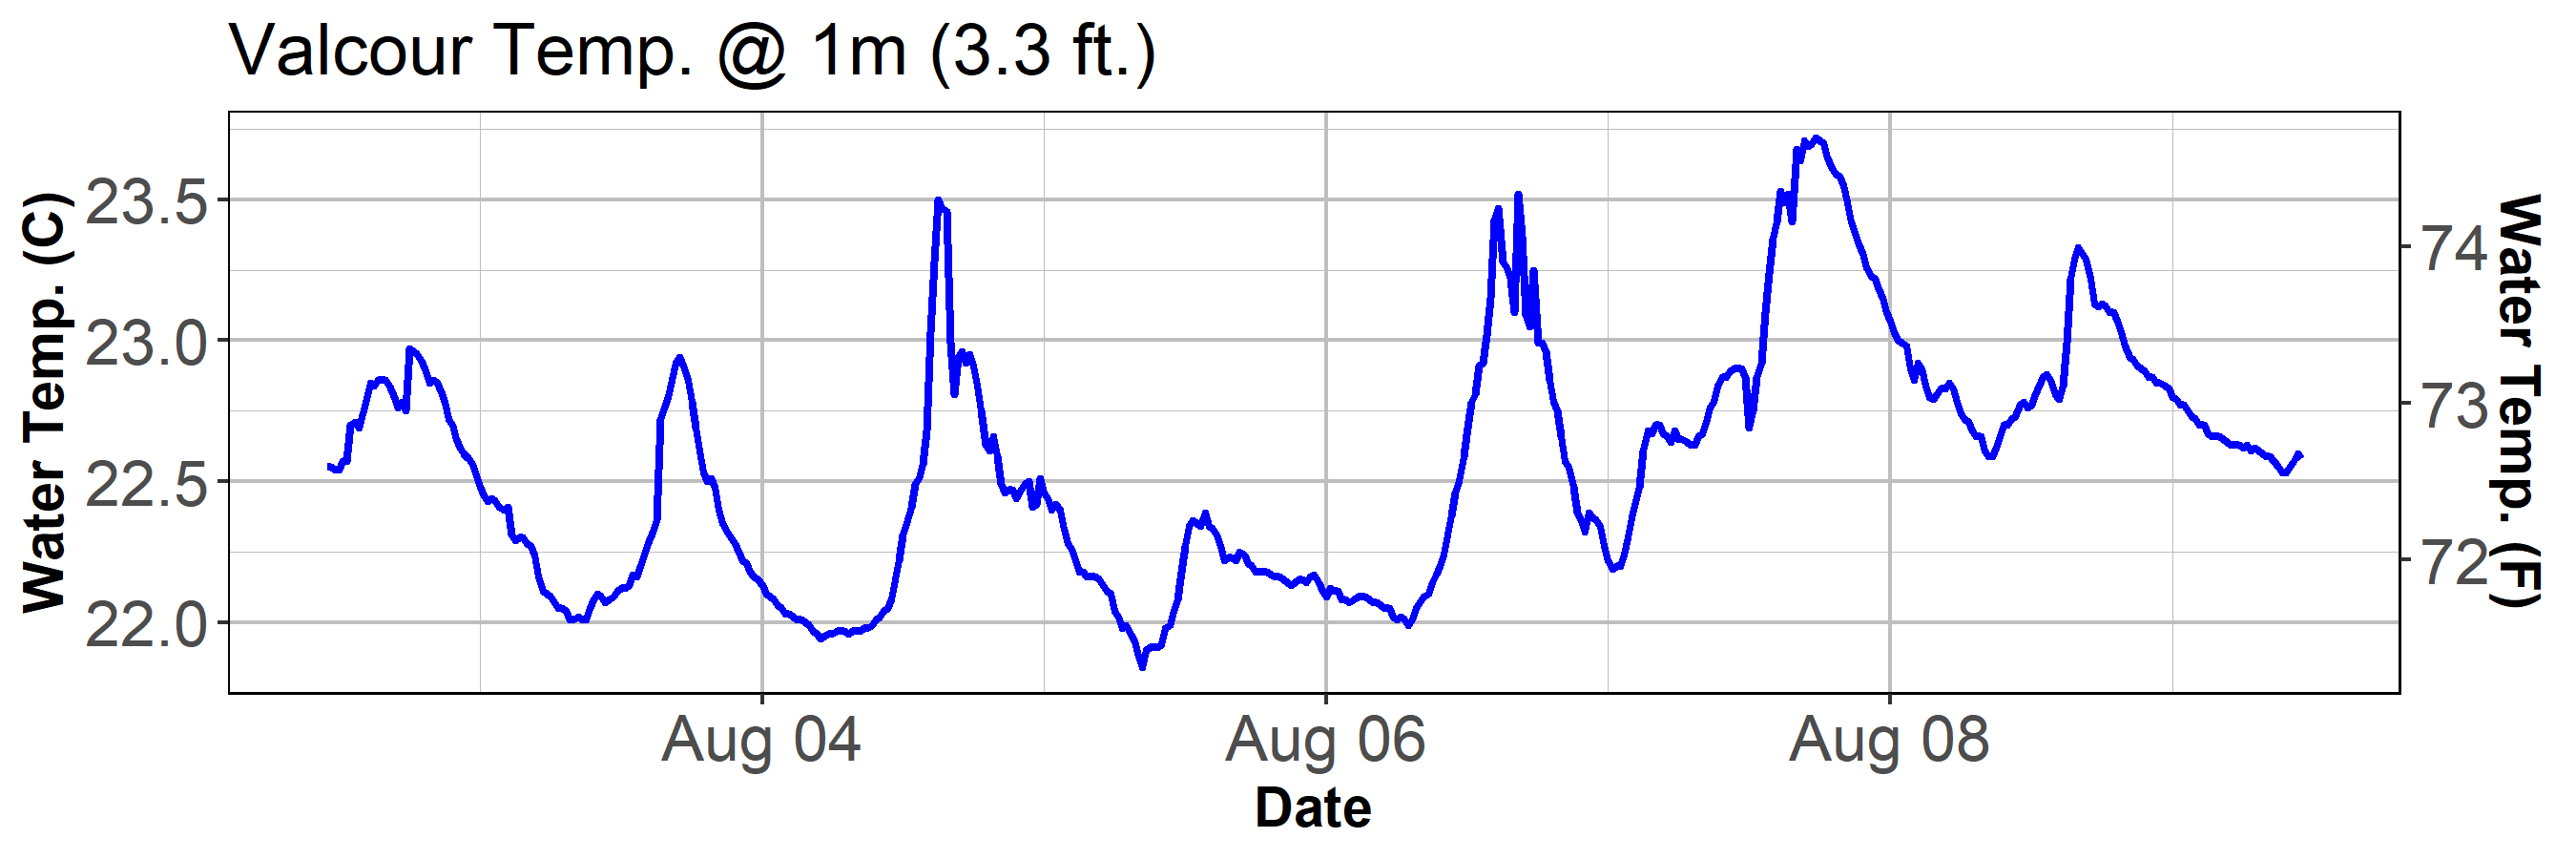 Valcour Temp. @ 1m (3.3 ft.)
Water Temp. (C)
23.5
23.0
22.5
22.0
74
73
72
Water Temp. (F)
Aug 04
Aug 06
Aug 08
Date